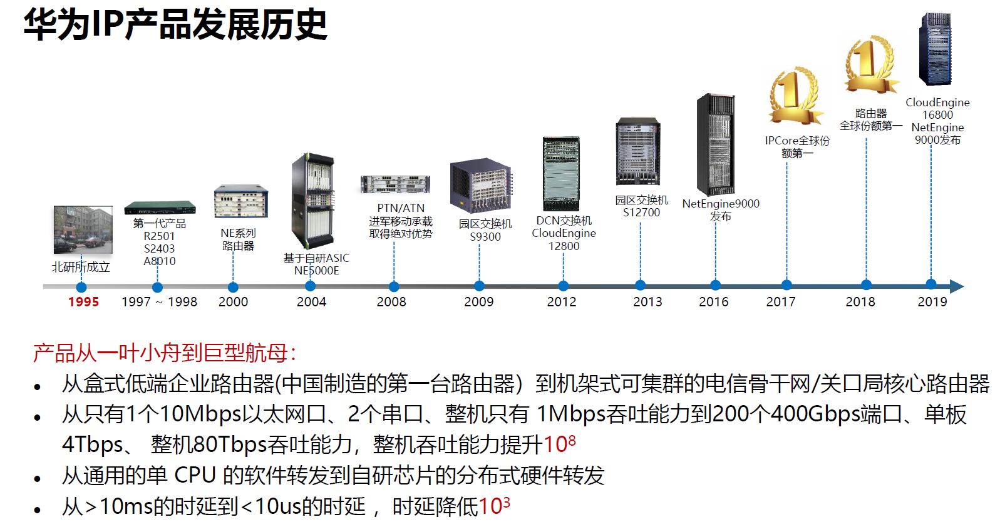 华为IP产品发展历史
北研所成立
第一代产品
R2501
S2403
A8010
NE系列
路由器
基于自研ASIC
NE5000E
PTN/ATN
进军移动承载
取得绝对优势
园区交换机
S9300
DCN交换机
CloudEngine
12800
园区交换机
S12700
NetEngine9000
发布
1
IPCore全球份
额第一
1
路由器
全球份额第一
CloudEngine
16800
NetEngine
9000发布
1995
1997 ~ 1998
2000
2004
2008
2009
2012
2013
2016
2017
2018
2019
产品从一叶小舟到巨型航母：
• 从盒式低端企业路由器(中国制造的第一台路由器）到机架式可集群的电信骨干网/关口局核心路由器
• 从只有1个10Mbps以太网口、2个串口、整机只有 1Mbps吞吐能力到200个400Gbps端口、单板
4Tbps、 整机80Tbps吞吐能力，整机吞吐能力提升10⁸
• 从通用的单 CPU 的软件转发到自研芯片的分布式硬件转发
• 从>10ms的时延到<10us的时延 ，时延降低10³